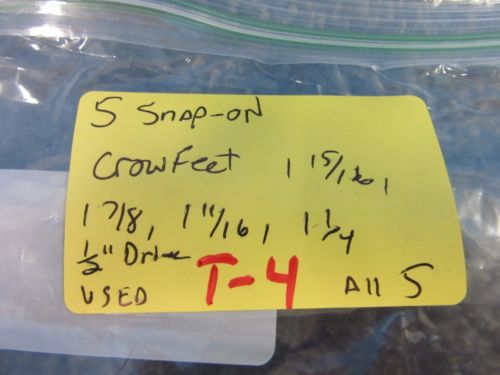 5 Snap-on
Crowfeet 1 15/16,
1 7/8, 1 11/16, 1 1/4
1/2" Drive
USED T-4 All 5